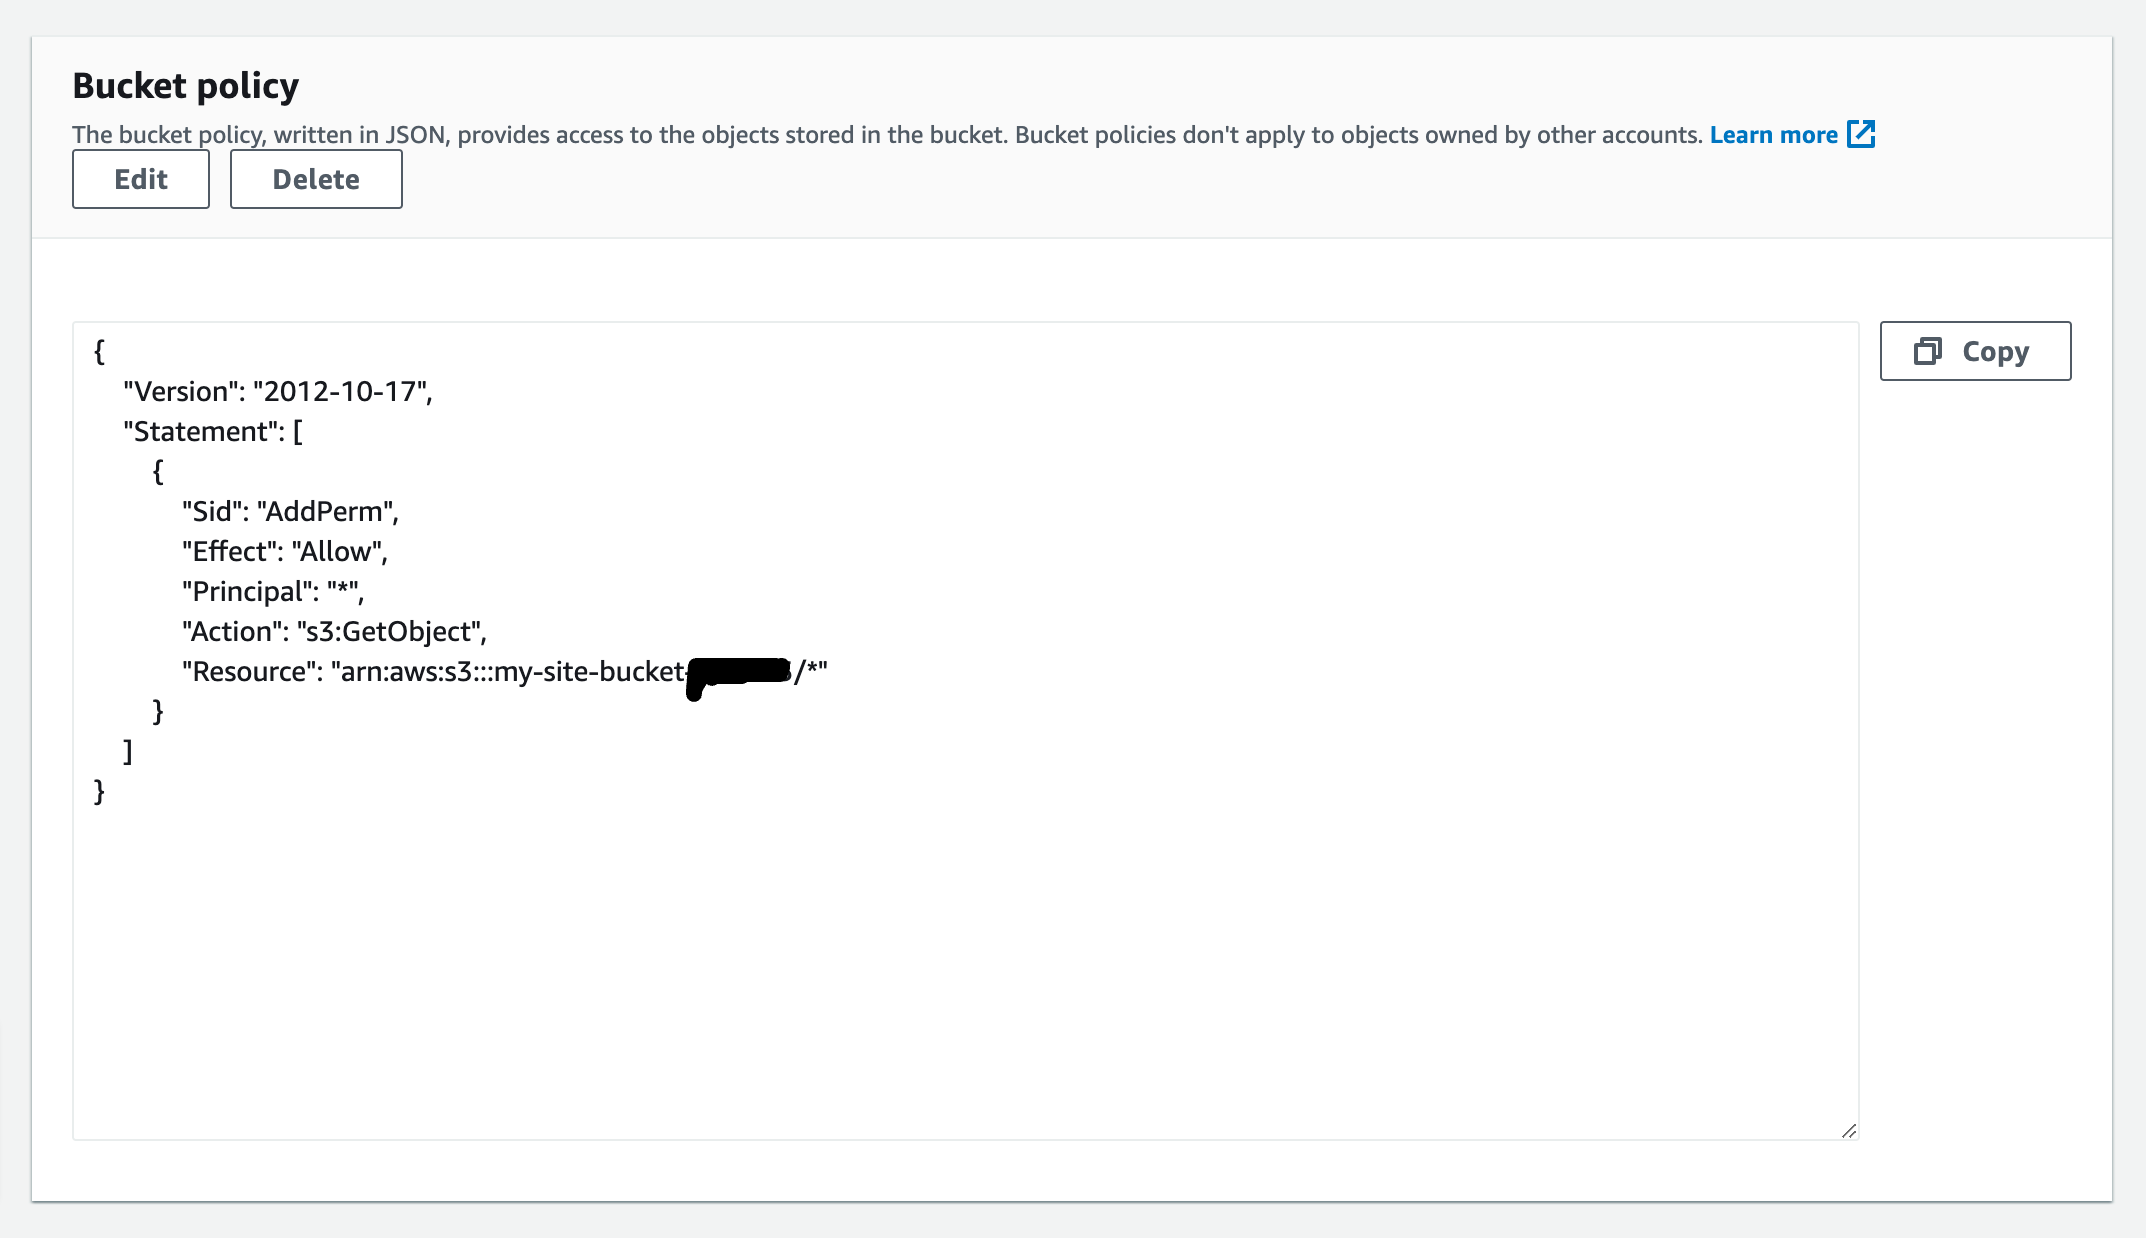 Bucket policy
The bucket policy, written in JSON, provides access to the objects stored in the bucket. Bucket policies don't apply to objects owned by other accounts. Learn more
Edit Delete
Copy
{
"Version": "2012-10-17",
"Statement": [
{
"Sid": "AddPerm",
"Effect": "Allow",
"Principal": "*",
"Action": "s3:GetObject",
"Resource": "arn:aws:s3:::my-site-bucket- /*"
}
]
}